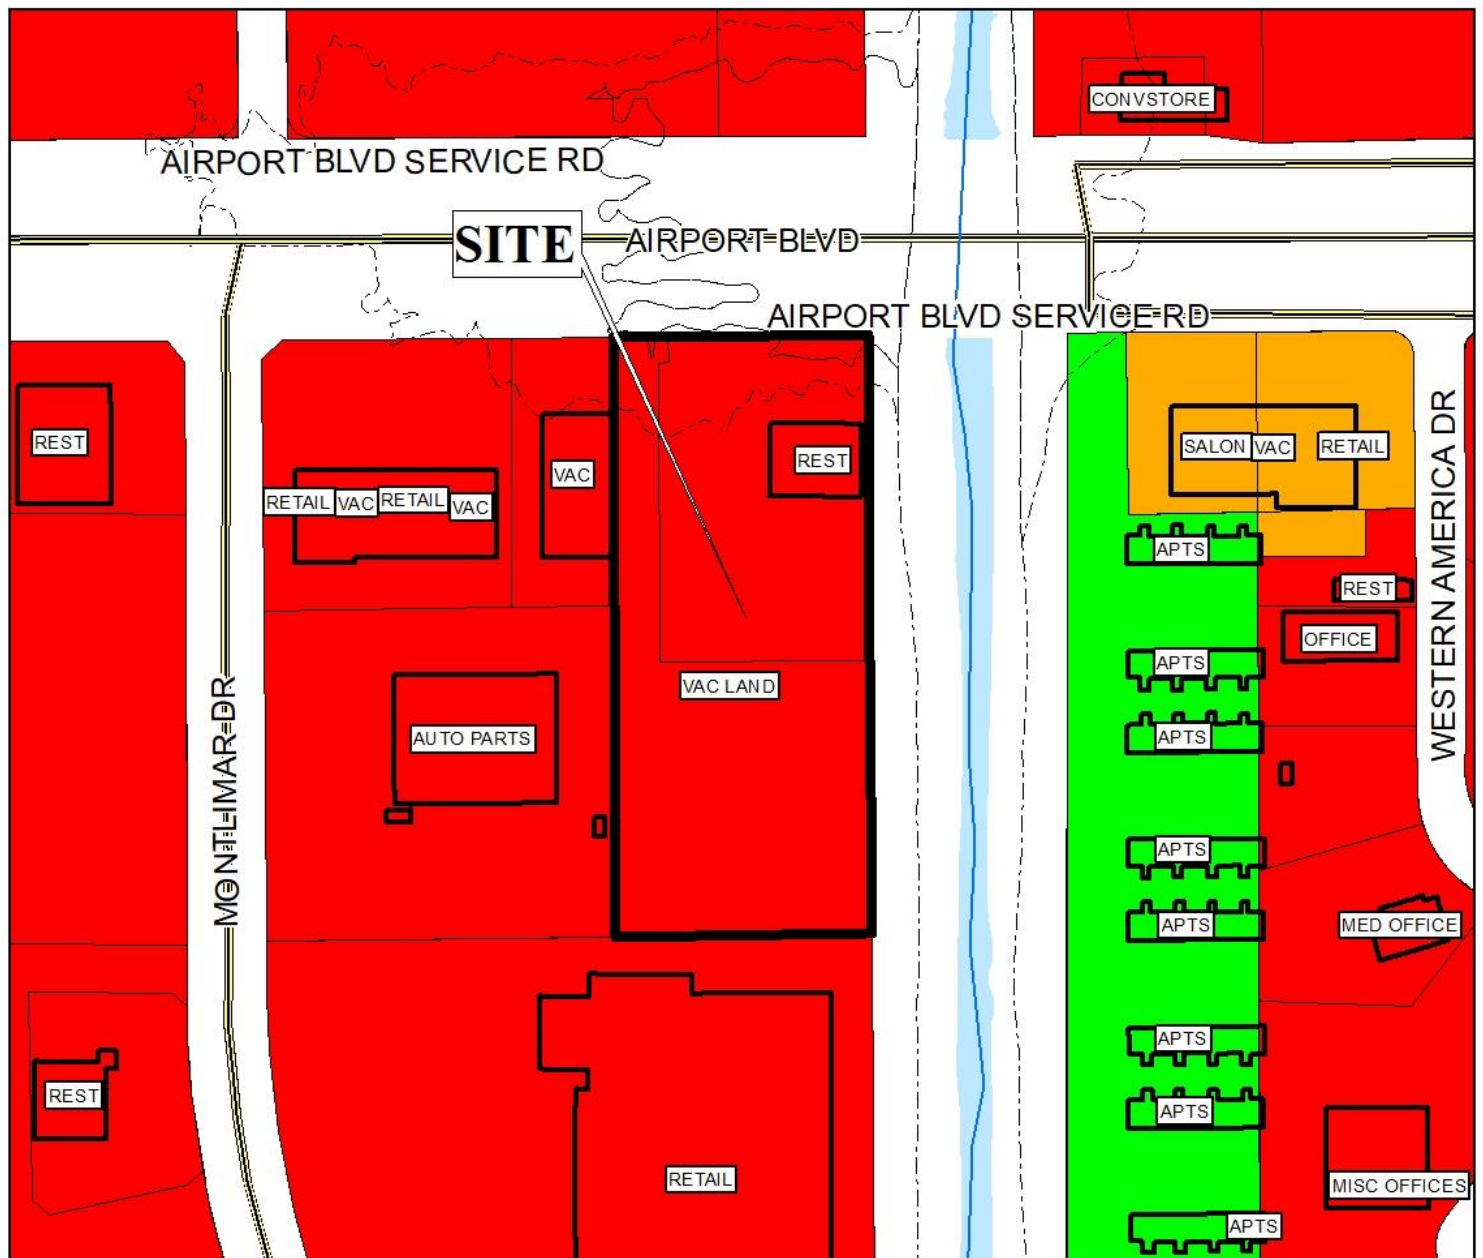 CONVSTORE
AIRPORT BLVD SERVICE RD
SITE
AIRPORT BLVD
AIRPORT BLVD SERVICE RD
REST
RETAIL VAC RETAIL VAC
VAC
REST
SALON VAC RETAIL
WESTERN AMERICA DR
APTS
REST
OFFICE
APTS
VAC LAND
MONTLIMAR DR
AUTO PARTS
APTS
APTS
APTS
MED OFFICE
APTS
REST
APTS
RETAIL
MISC OFFICES
APTS